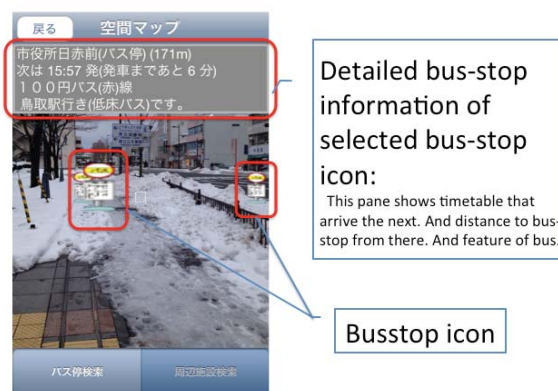 戻る
空間マップ
市役所日赤前(バス停) (171m)
次は 15:57 発(発車まであと 6 分)
１００円バス(赤)線
鳥取駅行き(低床バス)です。
バス停検索
周辺施設検索
Detailed bus-stop
information of
selected bus-stop
icon:
This pane shows timetable that
arrive the next. And distance to bus-
stop from there. And feature of bus.
Busstop icon